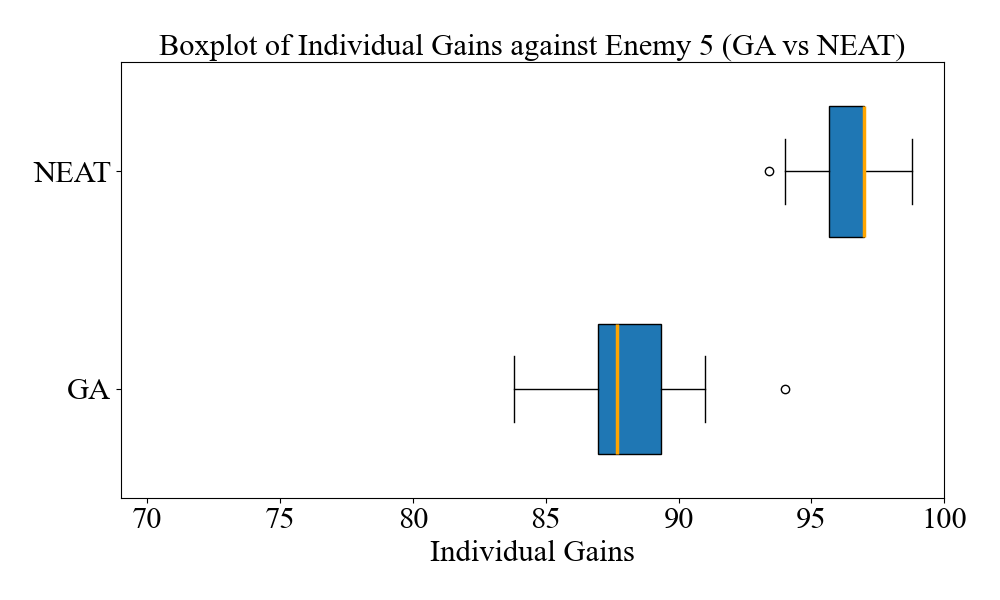 Boxplot of Individual Gains against Enemy 5 (GA vs NEAT)
NEAT
GA
70 75 80 85 90 95 100
Individual Gains